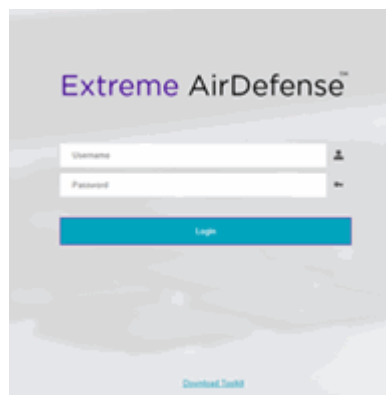 Extreme AirDefense™
Username
Password
Login
Download Toolkit